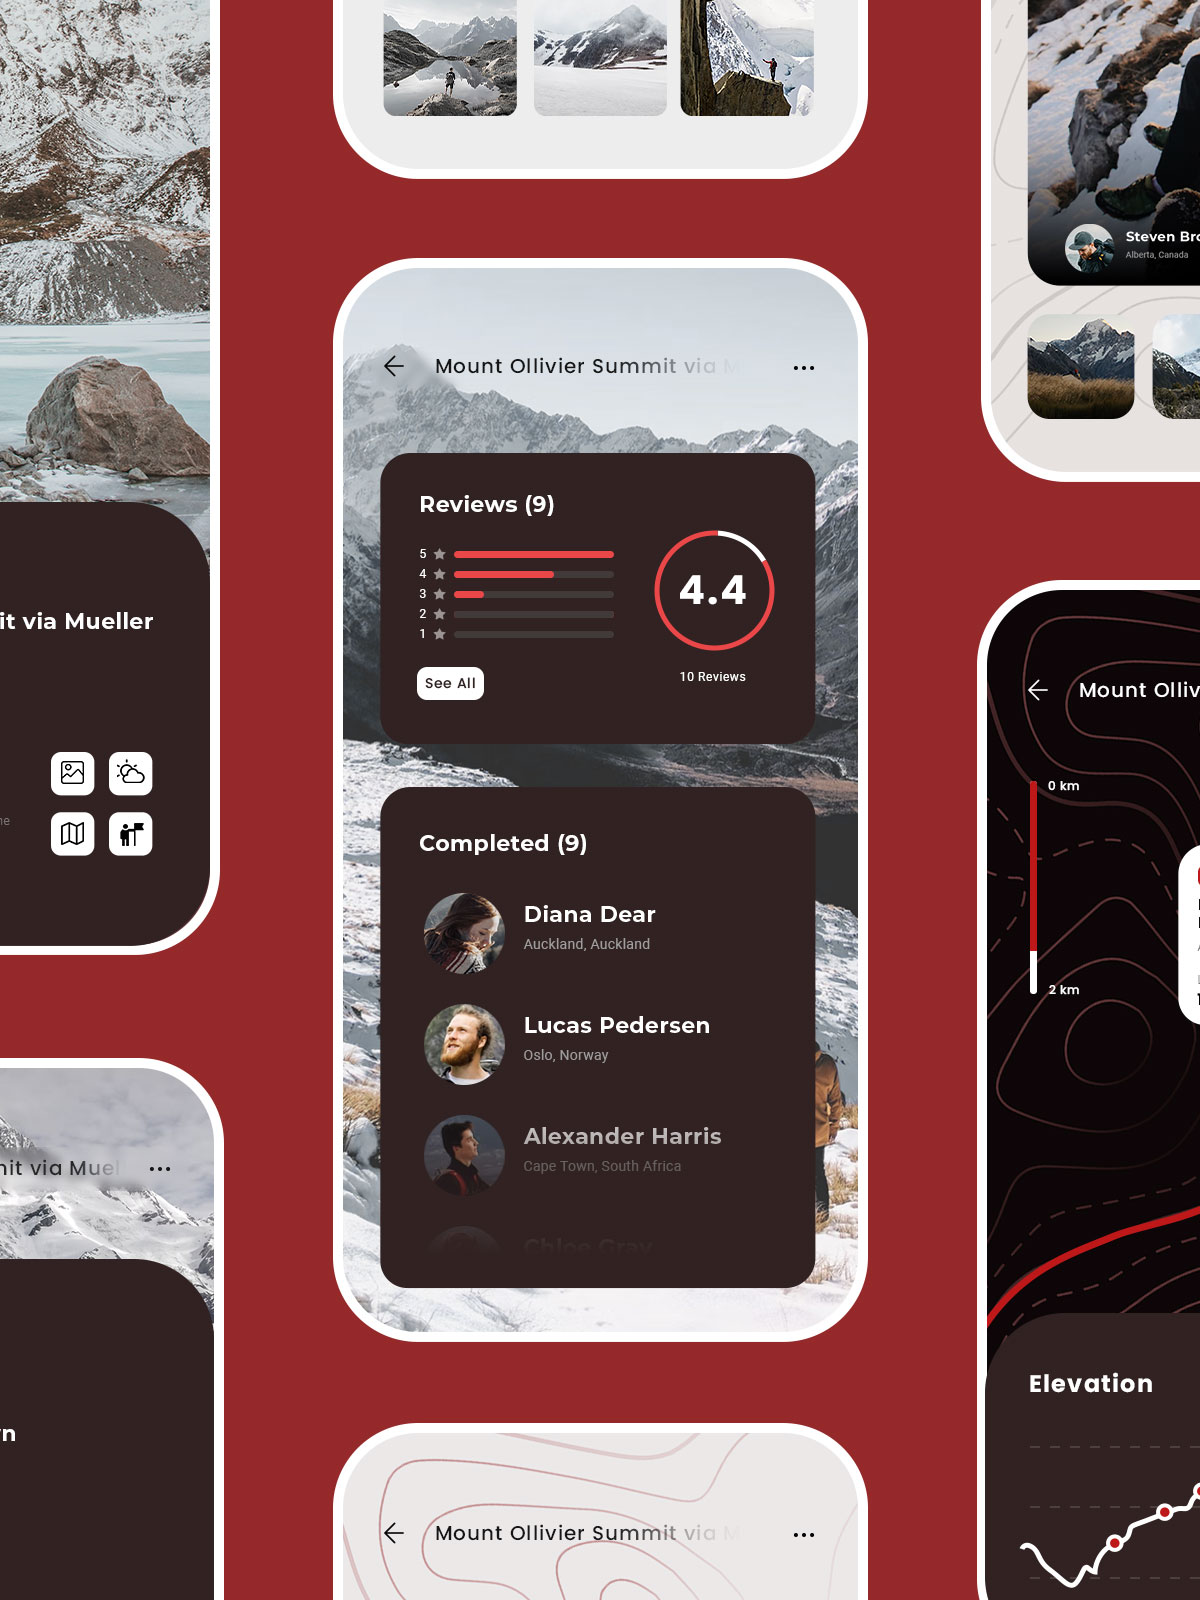 Steven Bro
Alberta, Canada
Mount Ollivier Summit via M
Reviews (9)
5
4
3
2
1
4.4
See All
10 Reviews
it via Mueller
Mount Olliv
0 km
2 km
Completed (9)
Diana Dear
Auckland, Auckland
Lucas Pedersen
Oslo, Norway
Alexander Harris
Cape Town, South Africa
Chloe Gray
nit via Muel
Elevation
Mount Ollivier Summit via M